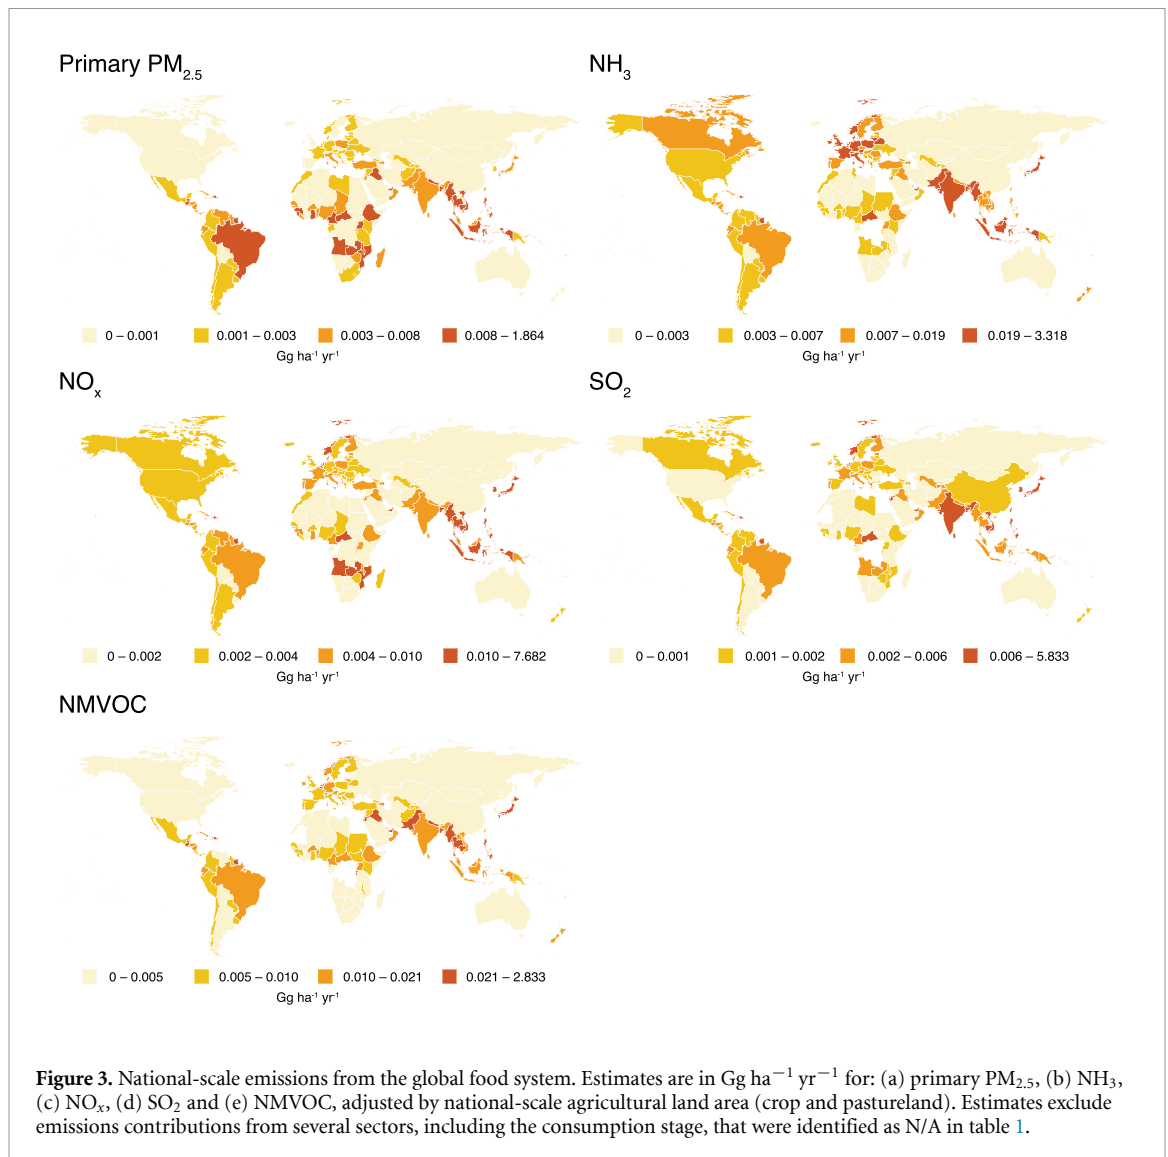 Primary PM2.5
NH3
0 – 0.001
0.001 – 0.003
0.003 – 0.008
0.008 – 1.864
Gg ha-1 yr-1
0 – 0.003
0.003 – 0.007
0.007 – 0.019
0.019 – 3.318
Gg ha-1 yr-1
NOx
SO2
0 – 0.002
0.002 – 0.004
0.004 – 0.010
0.010 – 7.682
Gg ha-1 yr-1
0 – 0.001
0.001 – 0.002
0.002 – 0.006
0.006 – 5.833
Gg ha-1 yr-1
NMVOC
0 – 0.005
0.005 – 0.010
0.010 – 0.021
0.021 – 2.833
Gg ha-1 yr-1
Figure 3. National-scale emissions from the global food system. Estimates are in Gg ha−1 yr−1 for: (a) primary PM2.5, (b) NH3,
(c) NOx, (d) SO2 and (e) NMVOC, adjusted by national-scale agricultural land area (crop and pastureland). Estimates exclude
emissions contributions from several sectors, including the consumption stage, that were identified as N/A in table 1.